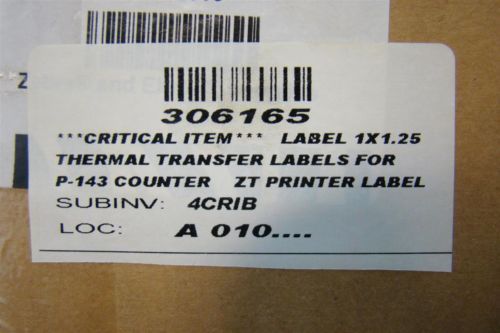 306165
***CRITICAL ITEM*** LABEL 1X1.25
THERMAL TRANSFER LABELS FOR
P-143 COUNTER ZT PRINTER LABEL
SUBINV: 4CRIB
LOC: A 010....